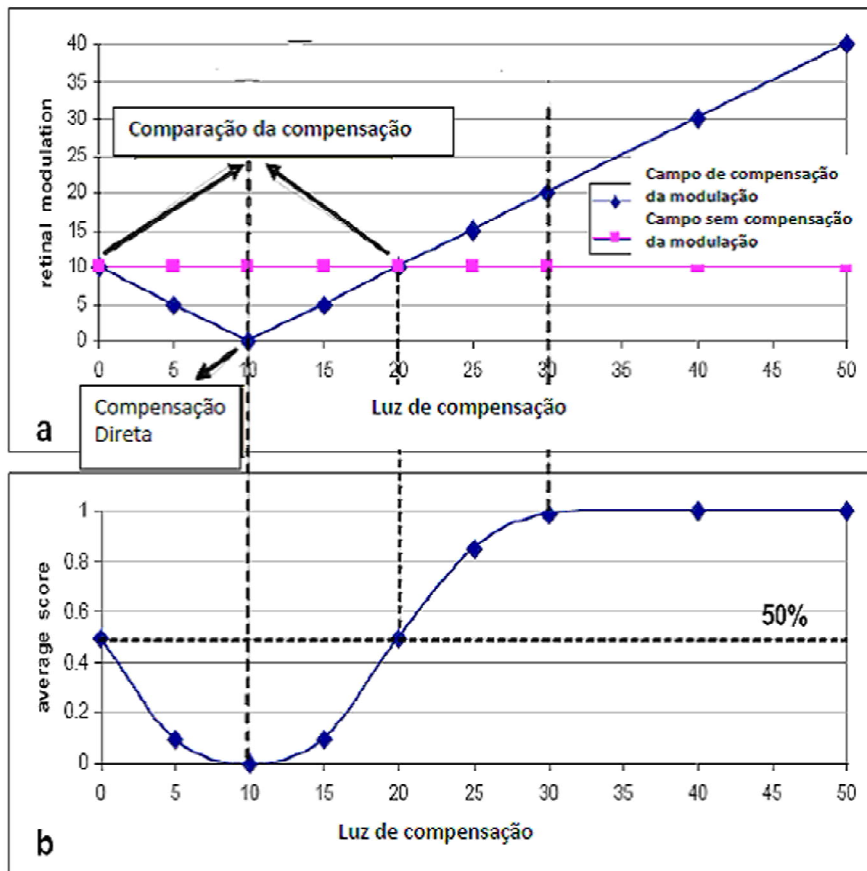 40
35
30
25
20
15
10
5
0
retinal modulation
Comparação da compensação
Campo de compensação
da modulação
Campo sem compensação
da modulação
0 5 10 15 20 25 30 35 40 45 50
Compensação
Direta
Luz de compensação
a
1
0.8
0.6
0.4
0.2
0
average score
50%
0 5 10 15 20 25 30 35 40 45 50
Luz de compensação
b